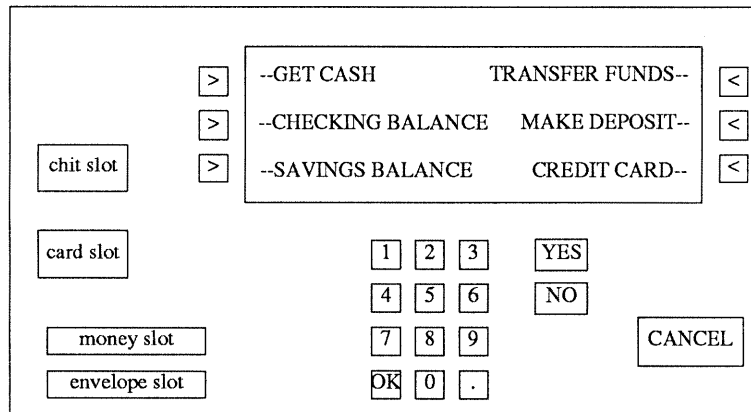 > --GET CASH TRANSFER FUNDS-- <
> --CHECKING BALANCE MAKE DEPOSIT-- <
chit slot > --SAVINGS BALANCE CREDIT CARD-- <
card slot 1 2 3 YES
4 5 6 NO
money slot 7 8 9 CANCEL
envelope slot OK 0 .